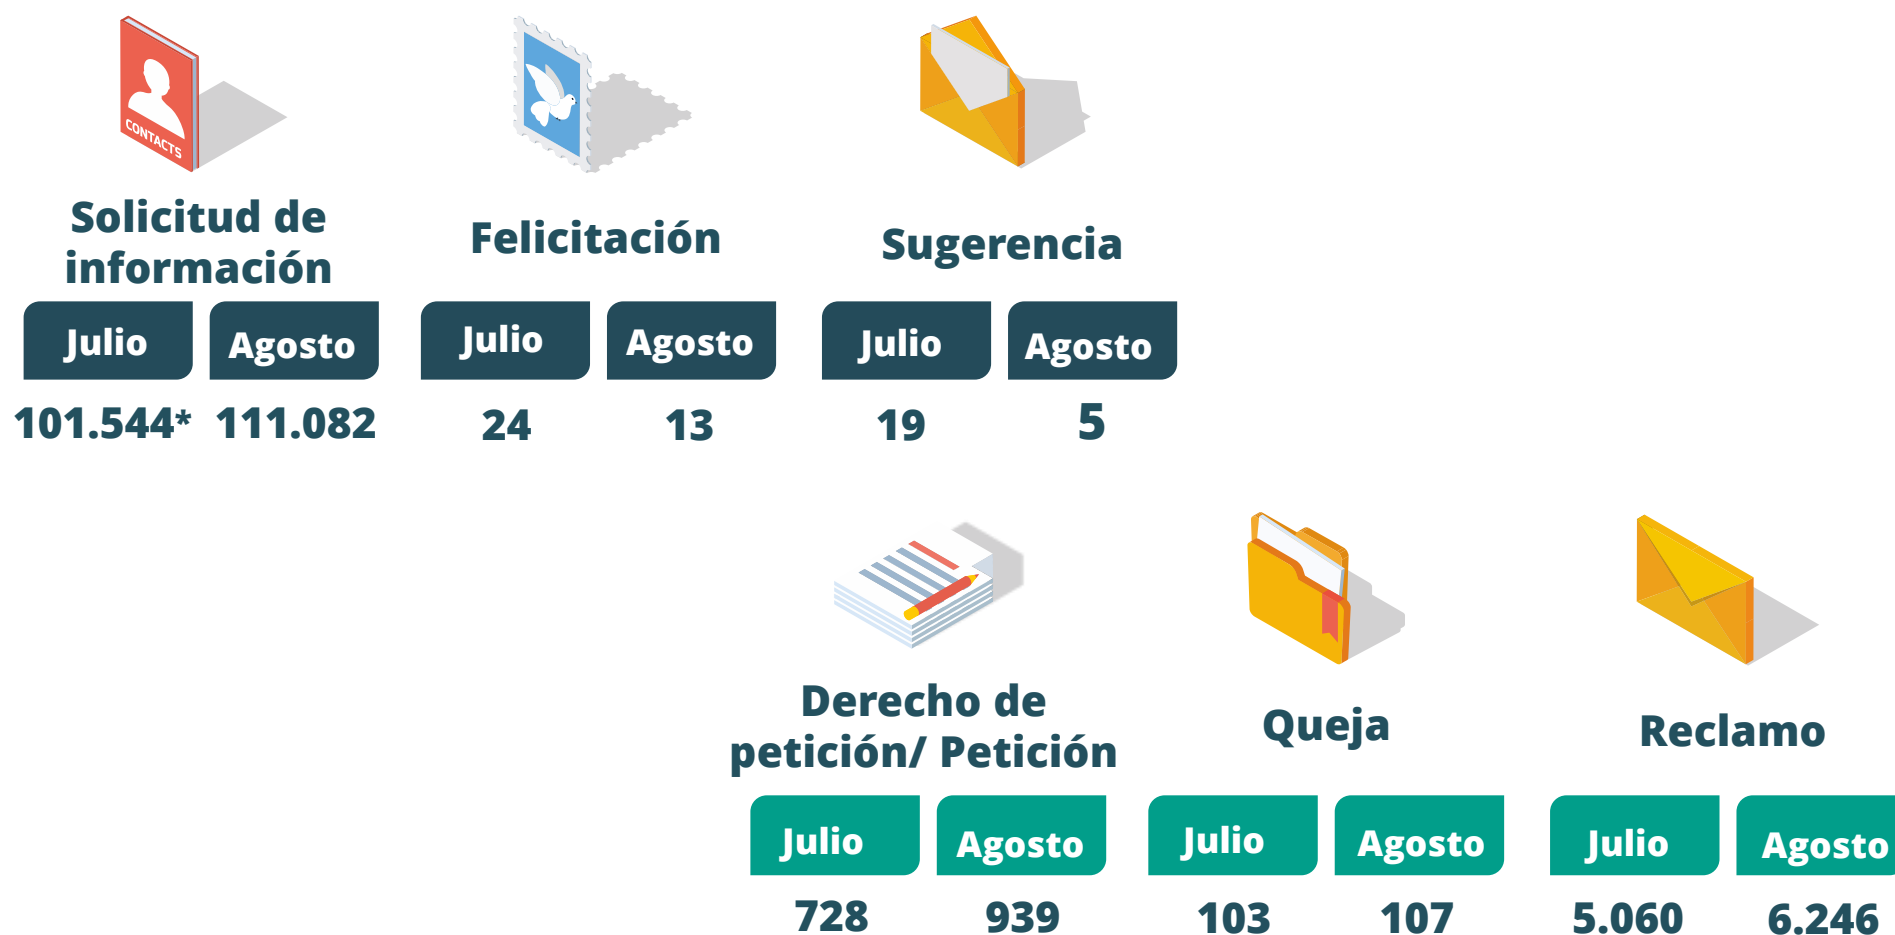 CONTACTS
Solicitud de
información
Julio
Agosto
101.544*
111.082
Felicitación
Julio
Agosto
24
13
Sugerencia
Julio
Agosto
19
5
Derecho de
petición/ Petición
Julio
Agosto
728
939
Queja
Julio
Agosto
103
107
Reclamo
Julio
Agosto
5.060
6.246